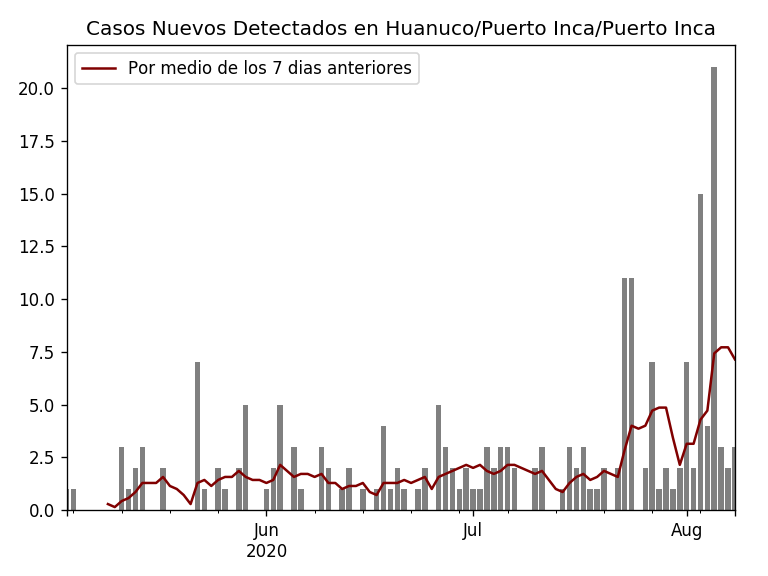 Casos Nuevos Detectados en Huanuco/Puerto Inca/Puerto Inca
Por medio de los 7 dias anteriores
20.0
17.5
15.0
12.5
10.0
7.5
5.0
2.5
0.0
Jun
2020
Jul
Aug